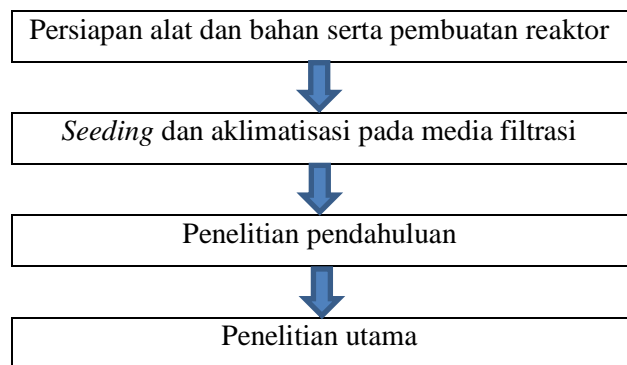 Persiapan alat dan bahan serta pembuatan reaktor
Seeding dan aklimatisasi pada media filtrasi
Penelitian pendahuluan
Penelitian utama